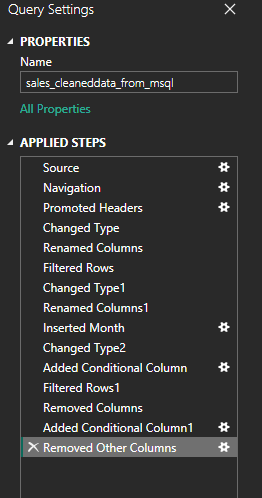 Query Settings
PROPERTIES
Name
sales_cleaneddata_from_msql
All Properties
APPLIED STEPS
Source
Navigation
Promoted Headers
Changed Type
Renamed Columns
Filtered Rows
Changed Type1
Renamed Columns1
Inserted Month
Changed Type2
Added Conditional Column
Filtered Rows1
Removed Columns
Added Conditional Column1
Removed Other Columns